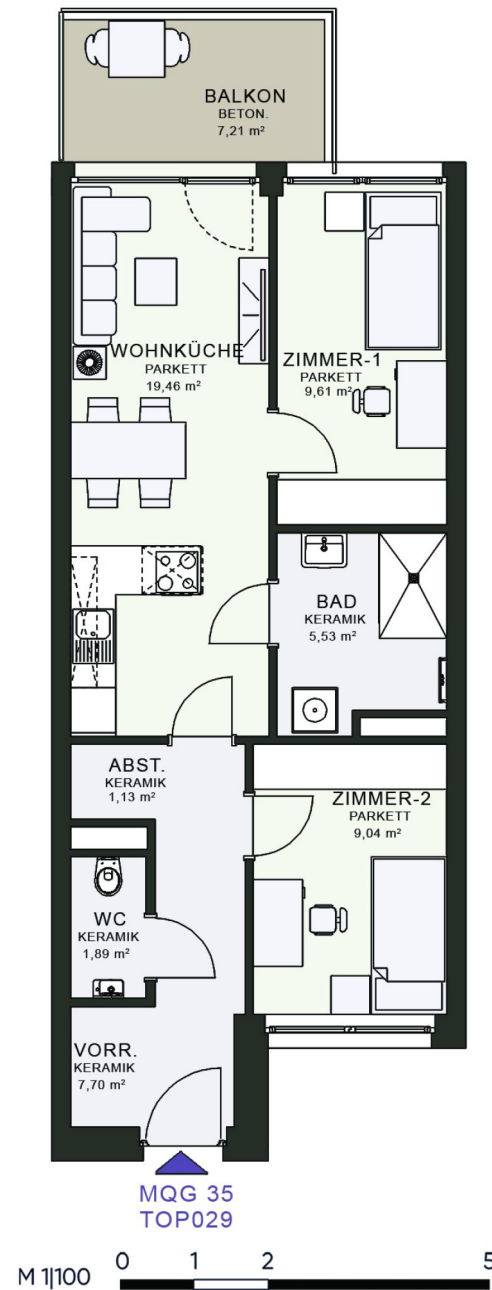 BALKON
BETON.
7,21 m²
WOHNKÜCHE
PARKETT
19,46 m²
ZIMMER-1
PARKETT
9,61 m²
BAD
KERAMIK
5,53 m²
ABST.
KERAMIK
1,13 m²
ZIMMER-2
PARKETT
9,04 m²
WC
KERAMIK
1,89 m²
VORR.
KERAMIK
7,70 m²
MQG 35
TOP029
M 1|100 0 1 2 5